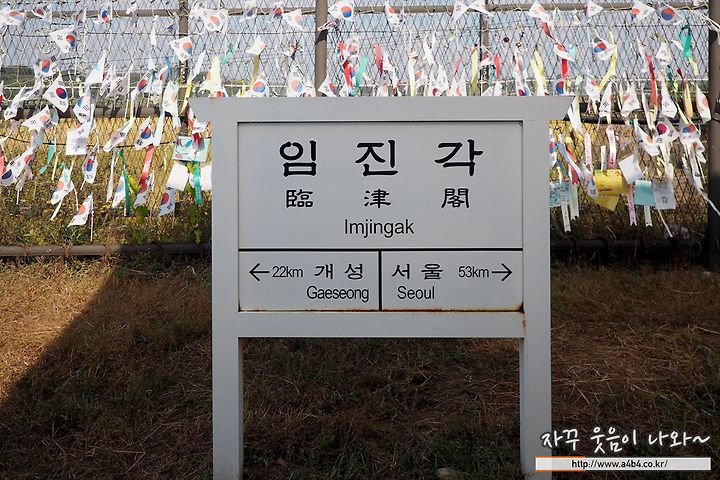 임진각
臨津閣
Imjingak
←22km 개성 서울 53km→
Gaeseong Seoul
자꾸 웃음이 나와~
http://www.a4b4.co.kr/